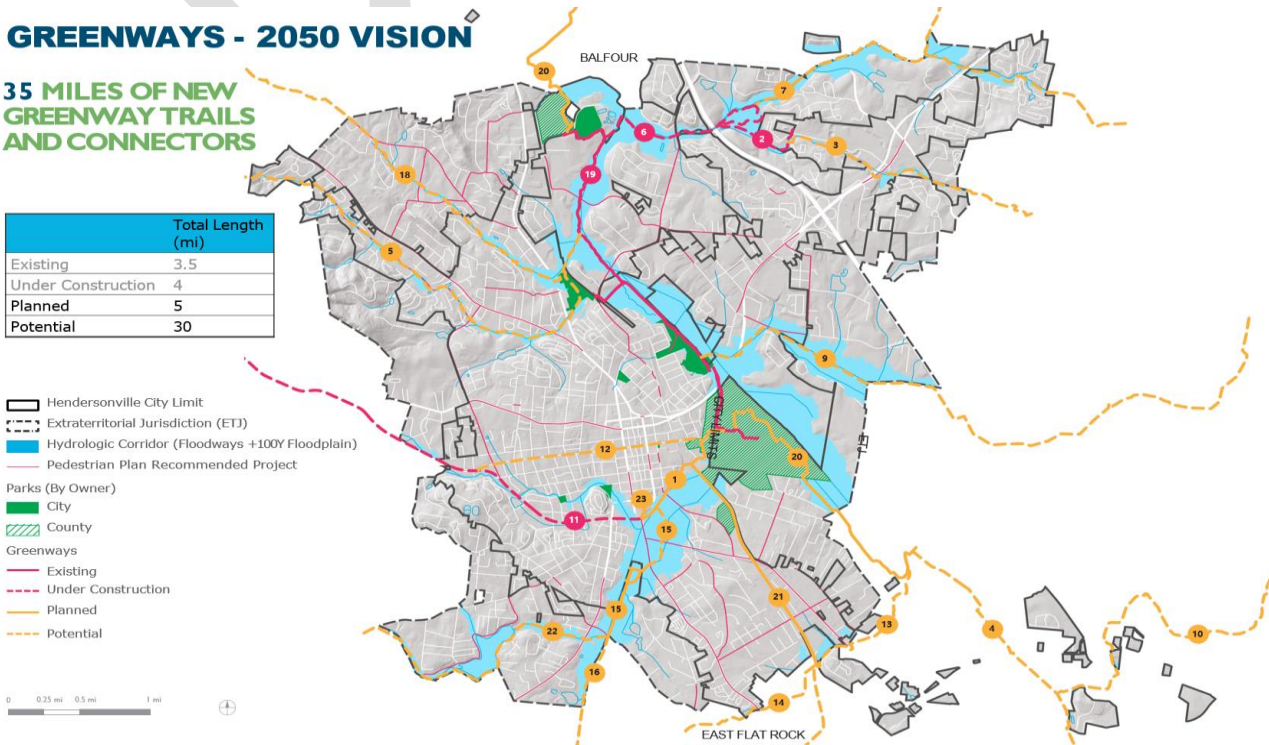 GREENWAYS - 2050 VISION
35 MILES OF NEW
GREENWAY TRAILS
AND CONNECTORS
Total Length
(mi)
Existing 3.5
Under Construction 4
Planned 5
Potential 30
Hendersonville City Limit
Extraterritorial Jurisdiction (ETJ)
Hydrologic Corridor (Floodways +100Y Floodplain)
Pedestrian Plan Recommended Project
Parks (By Owner)
City
County
Greenways
Existing
Under Construction
Planned
Potential
0 0.25 mi 0.5 mi 1 mi
BALFOUR
20
7
6
2
3
19
18
5
9
CITY LIMITS
ETJ
12
20
1
23
11
15
15
21
22
13
4
10
16
14
EAST FLAT ROCK